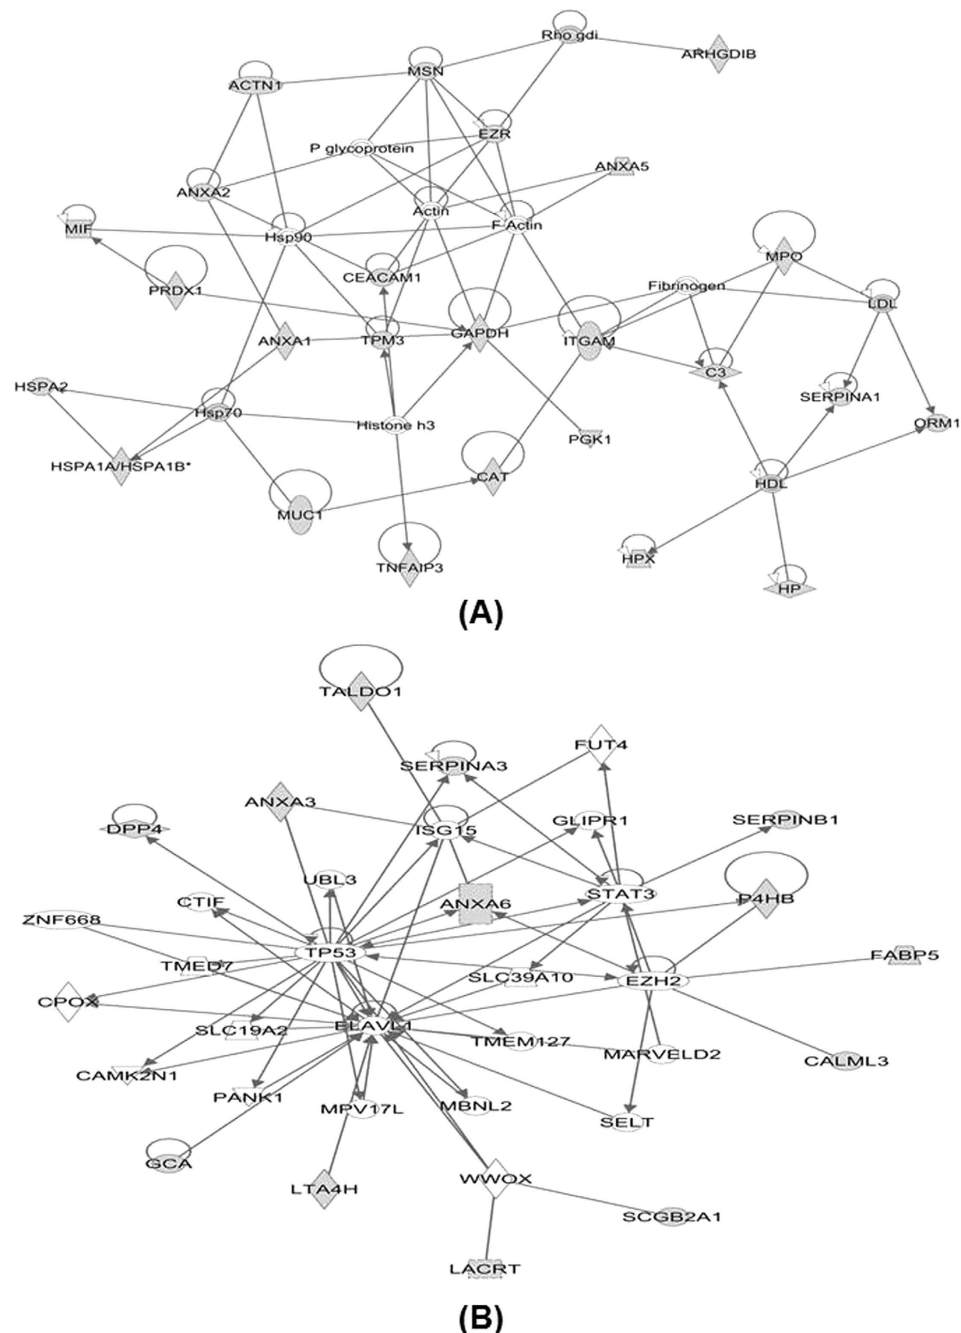 Rho gdi
ARHGDIB
MSN
ACTN1
EZR
P glycoprotein
ANXA5
ANXA2
Actin
F Actin
MIF
Hsp90
MPO
CEACAM1
Fibrinogen
PRDX1
LDL
GAPDH
ANXA1
TPM3
ITGAM
C3
HSPA2
SERPINA1
Hsp70
Histone h3
ORM1
PGK1
HSPA1A/HSPA1B*
CAT
HDL
MUC1
HPX
TNFAIP3
HP
(A)
TALDO1
FUT4
SERPINA3
ANXA3
DPP4
ISG15
GLIPR1
SERPINB1
UBL3
STAT3
CTIF
ANXA6
P4HB
ZNF668
TP53
FABP5
TMED7
SLC39A10
EZH2
CPOX
SLC19A2
ELAVL1
TMEM127
MARVELD2
CALML3
CAMK2N1
PANK1
MPV17L
MBNL2
SELT
GCA
LTA4H
WWOX
SCGB2A1
LACRT
(B)